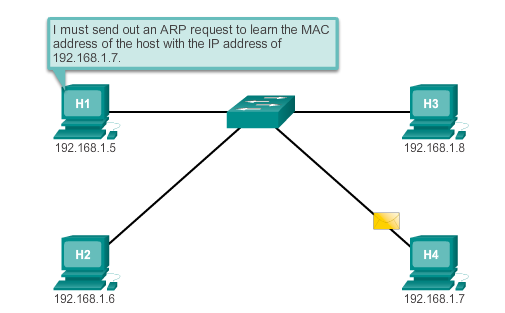 I must send out an ARP request to learn the MAC
address of the host with the IP address of
192.168.1.7.
H1
H3
192.168.1.5
192.168.1.8
H2
H4
192.168.1.6
192.168.1.7